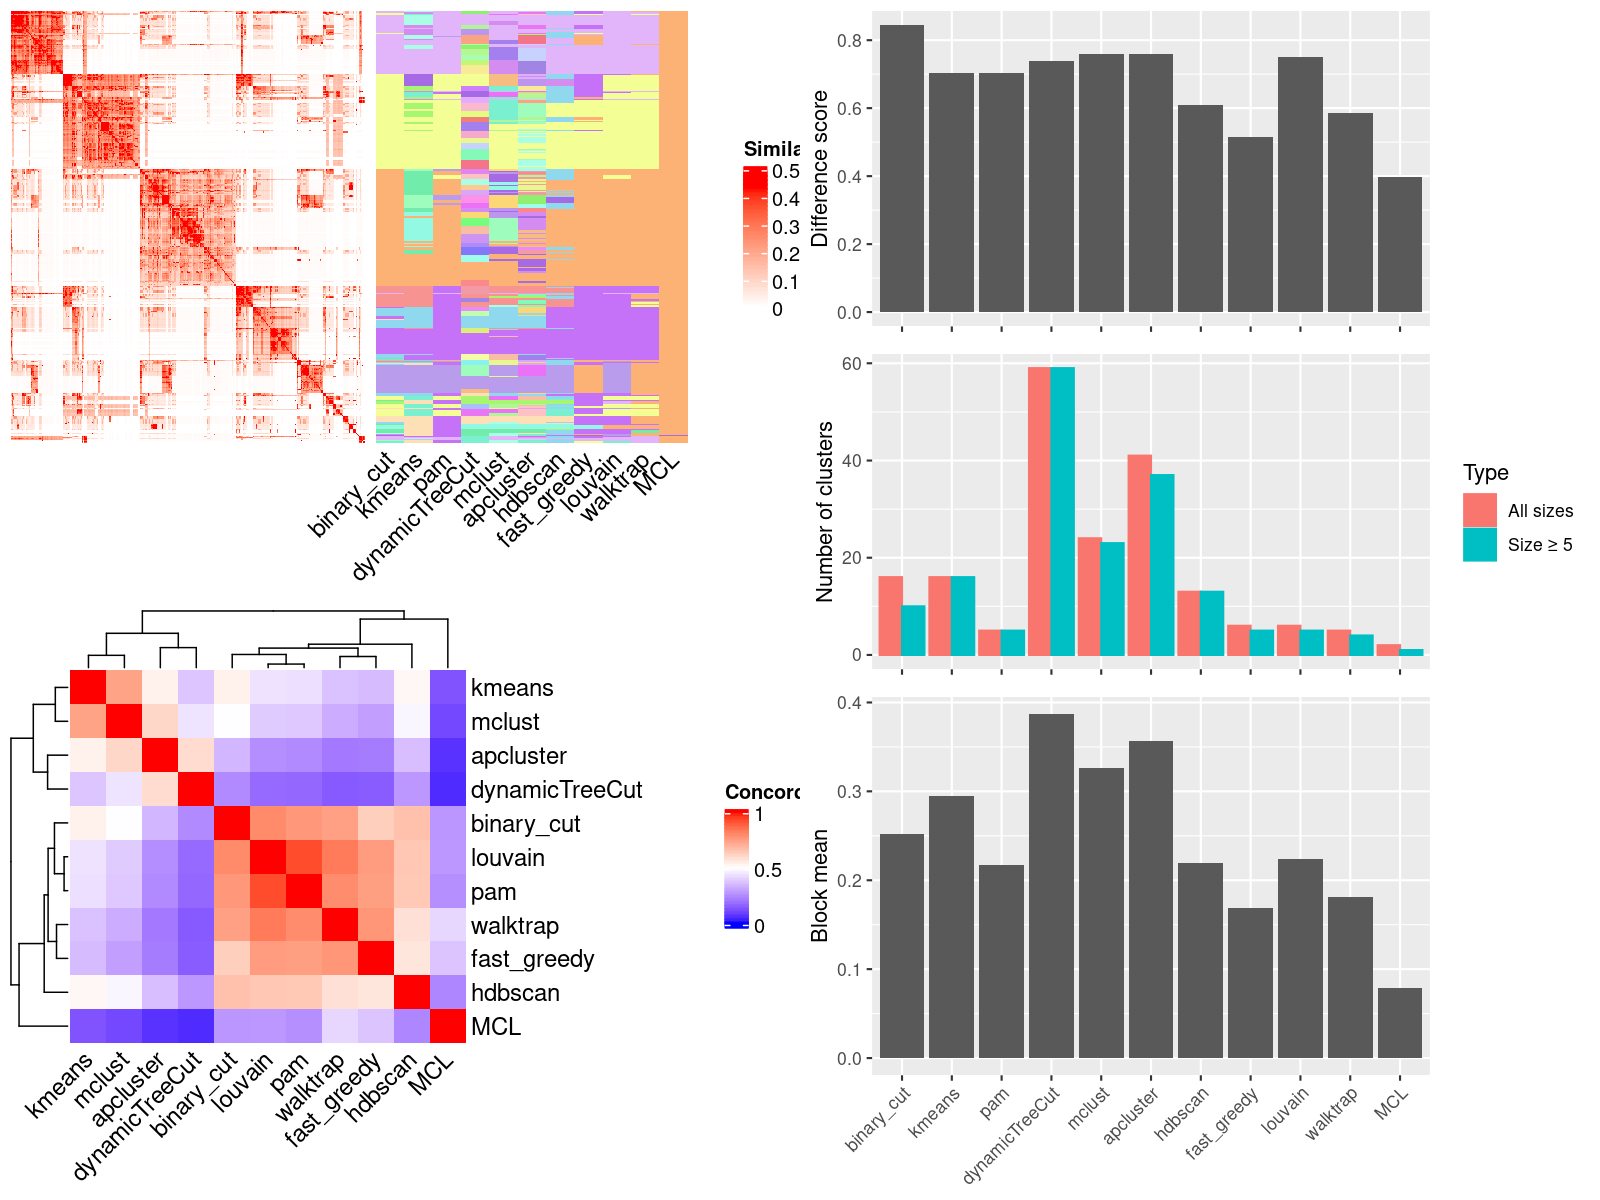 Simila
0.5
0.4
0.3
0.2
0.1
0
binary_cut
kmeans
pam
dynamicTreeCut
mclust
apcluster
hdbscan
fast_greedy
louvain
walktrap
MCL
kmeans
mclust
apcluster
dynamicTreeCut
binary_cut
louvain
pam
walktrap
fast_greedy
hdbscan
MCL
kmeans
mclust
apcluster
dynamicTreeCut
binary_cut
louvain
pam
walktrap
fast_greedy
hdbscan
MCL
Concord
1
0.5
0
Difference score
0.8
0.6
0.4
0.2
0.0
Number of clusters
60
40
20
0
Type
All sizes
Size ≥ 5
Block mean
0.4
0.3
0.2
0.1
0.0
binary_cut
kmeans
pam
dynamicTreeCut
mclust
apcluster
hdbscan
fast_greedy
louvain
walktrap
MCL